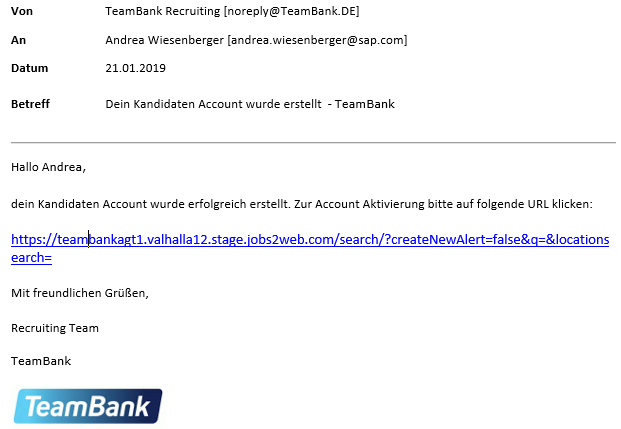 Von TeamBank Recruiting [noreply@TeamBank.DE]
An Andrea Wiesenberger [andrea.wiesenberger@sap.com]
Datum 21.01.2019
Betreff Dein Kandidaten Account wurde erstellt - TeamBank
Hallo Andrea,
dein Kandidaten Account wurde erfolgreich erstellt. Zur Account Aktivierung bitte auf folgende URL klicken:
https://teambankagt1.valhalla12.stage.jobs2web.com/search/?createNewAlert=false&q=&locations
earch=
Mit freundlichen Grüßen,
Recruiting Team
TeamBank
TeamBank